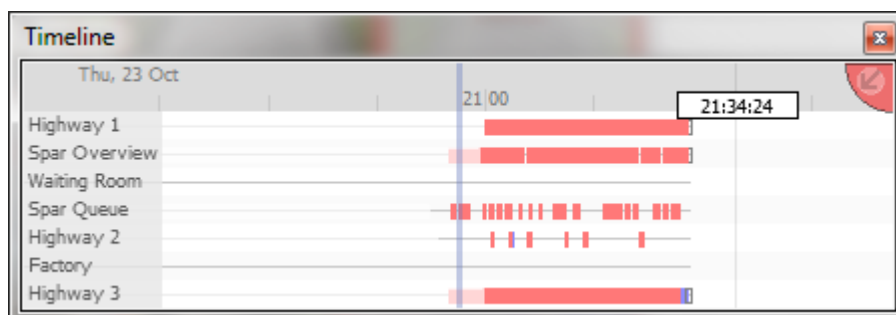 Timeline
Thu, 23 Oct
21 00
21:34:24
Highway 1
Spar Overview
Waiting Room
Spar Queue
Highway 2
Factory
Highway 3